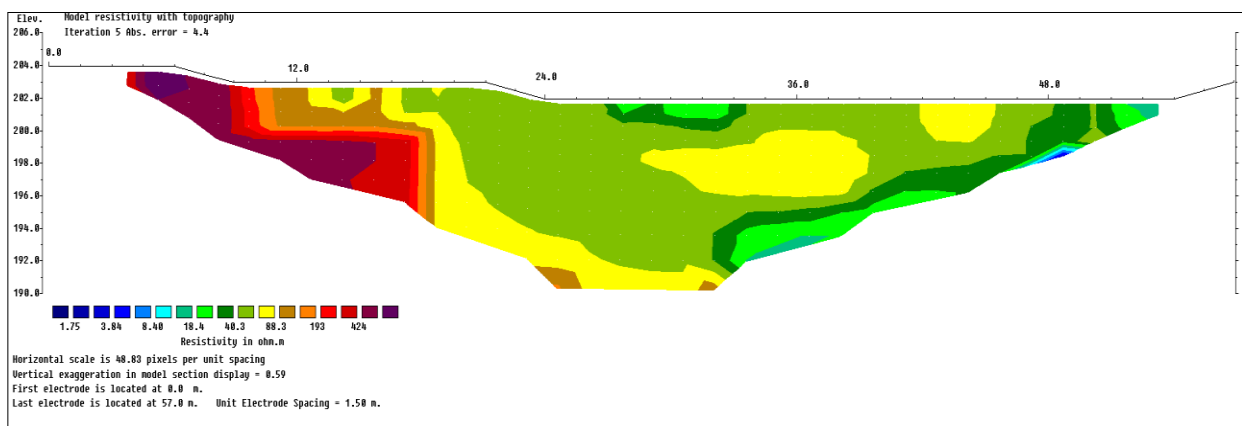 Elev. Model resistivity with topography
Iteration 5 Abs. error = 4.4
206.0
0.0
204.0
12.0
24.0
36.0
48.0
202.0
200.0
198.0
196.0
194.0
192.0
190.0
1.75 3.84 8.40 18.4 40.3 88.3 193 424
Resistivity in ohm.m
Horizontal scale is 48.83 pixels per unit spacing
Vertical exaggeration in model section display = 0.59
First electrode is located at 0.0 m.
Last electrode is located at 57.0 m. Unit Electrode Spacing = 1.50 m.